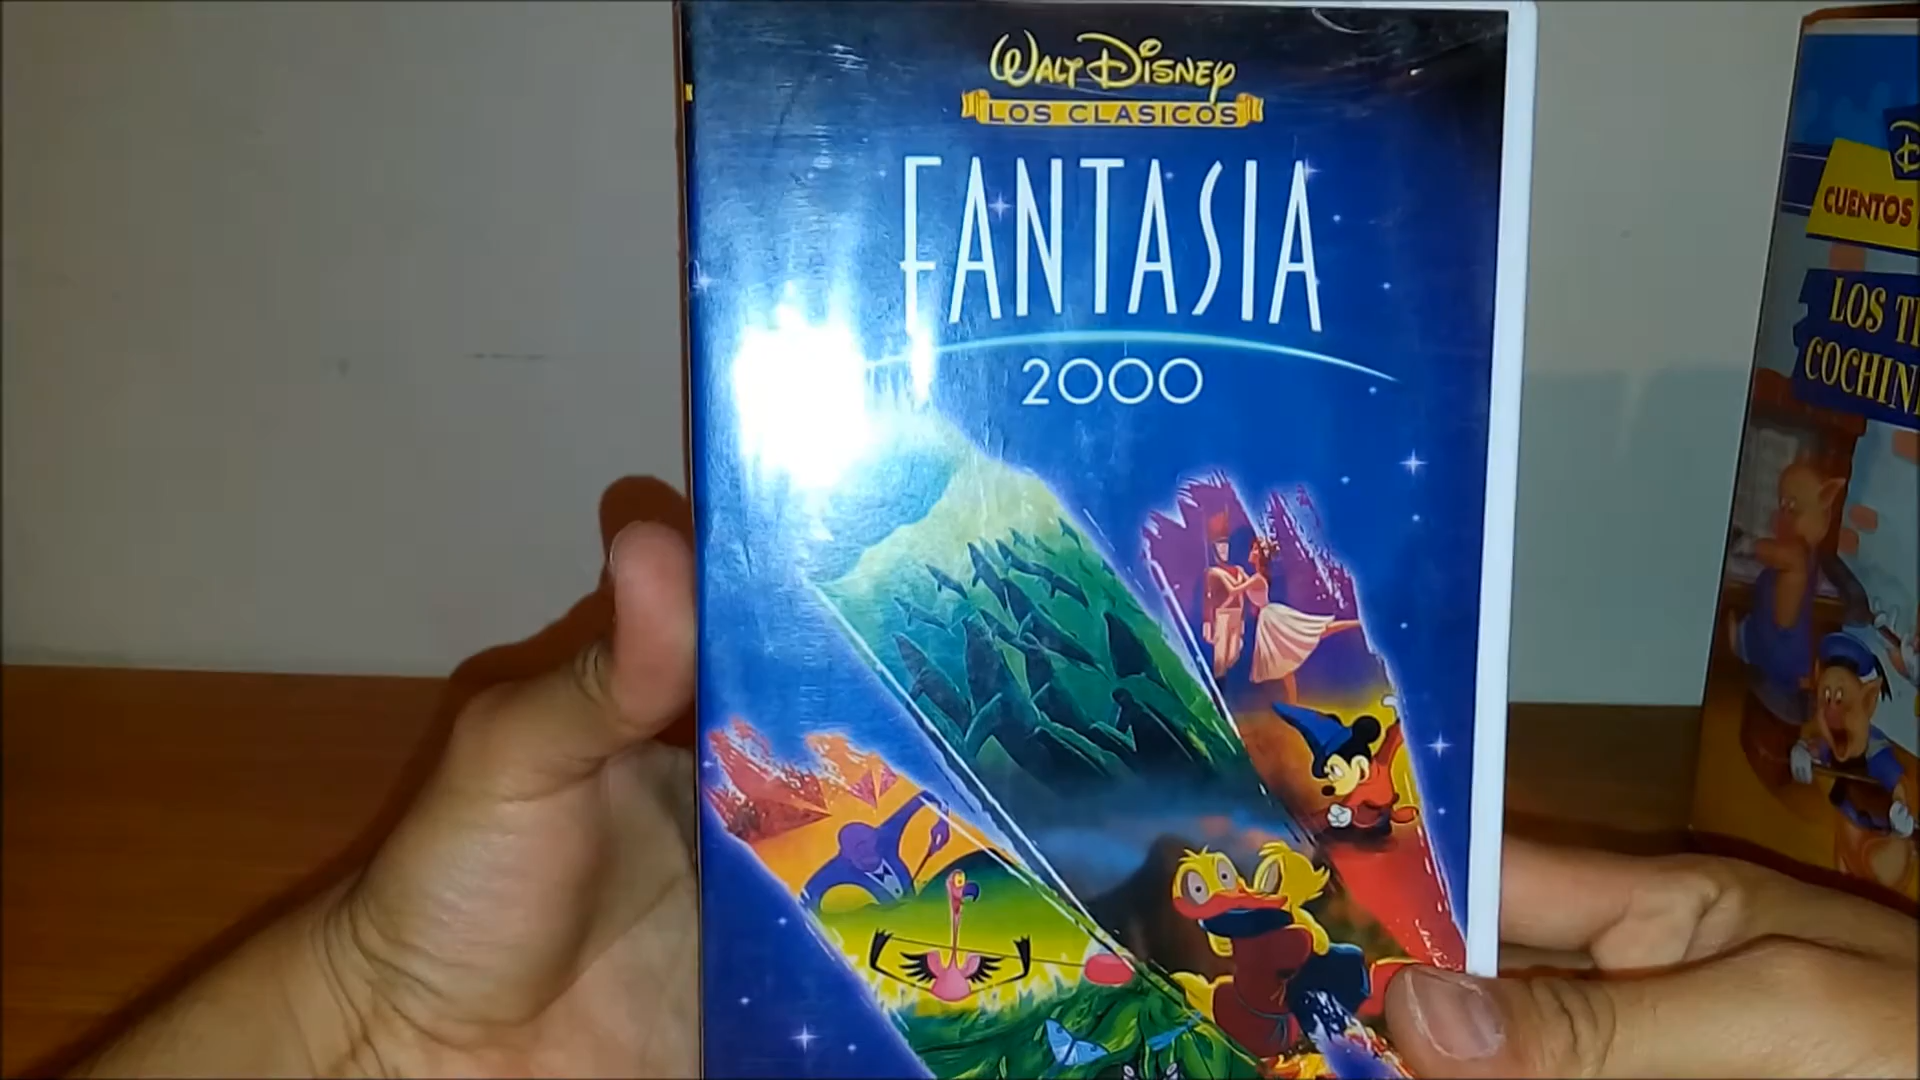 WALT DISNEY
LOS CLASICOS
FANTASIA
2000
CUENTOS
LOS
COCHIN